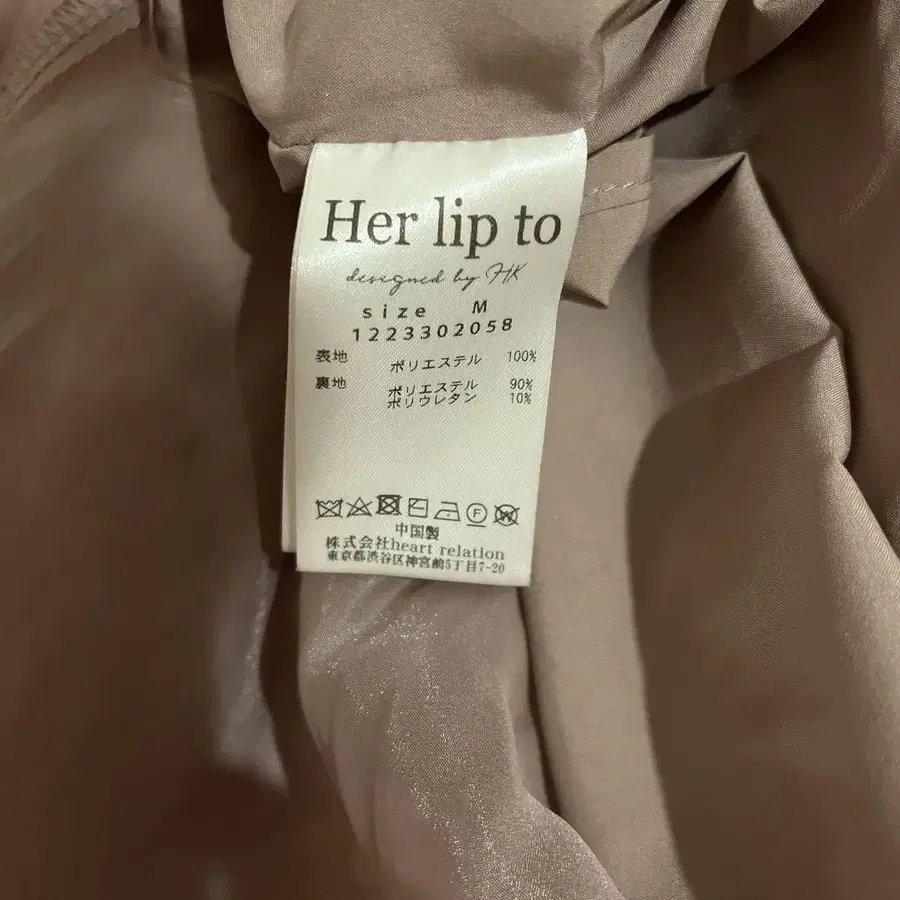 Her lip to
designed by HK
size M
1223302058
表地 ポリエステル 100%
裏地 ポリエステル 90%
ポリウレタン 10%
中国製
株式会社heart relation
東京都渋谷区神宮前5丁目7-20